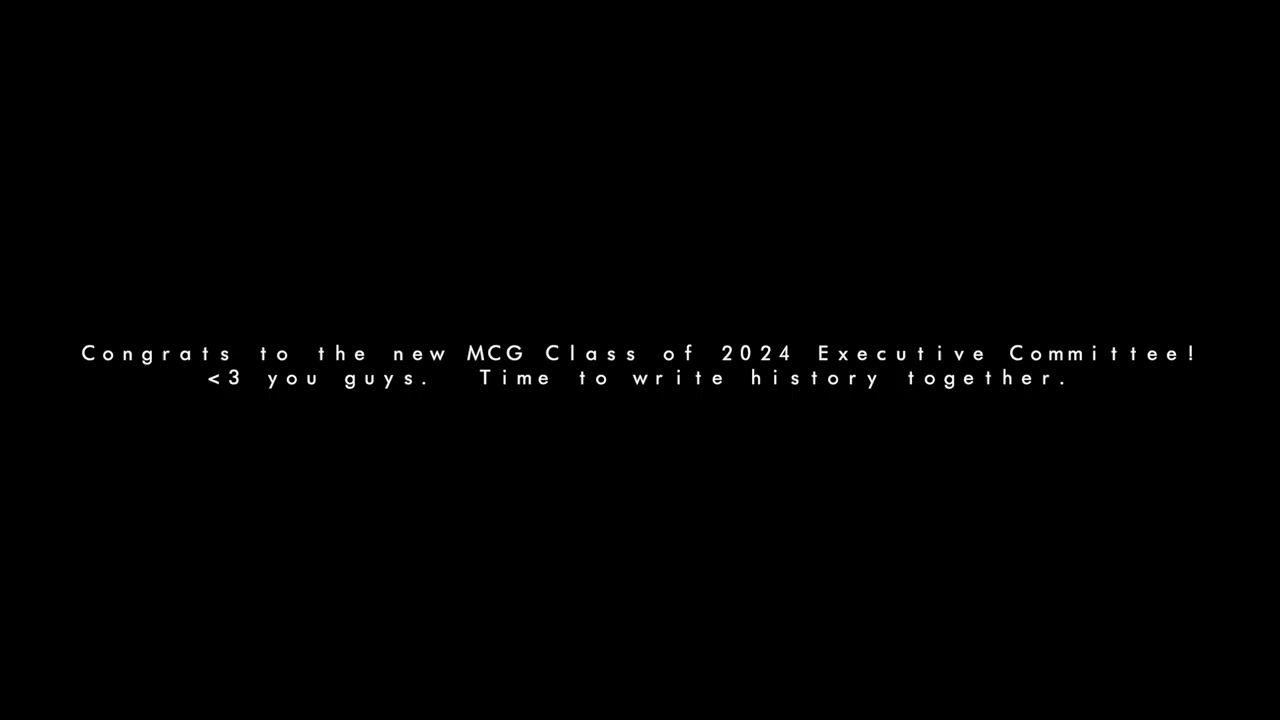 Congrats to the new MCG Class of 2024 Executive Committee!
<3 you guys. Time to write history together.